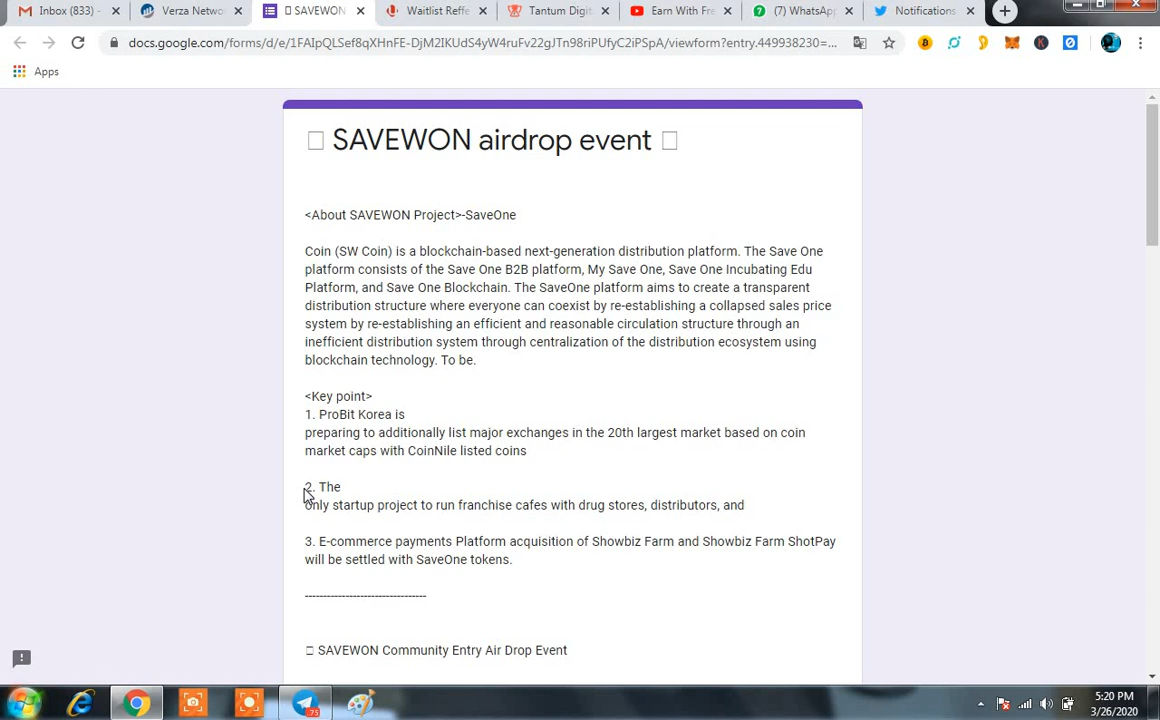 Inbox (833)
Verza Netwo
SAVEWON
Waitlist Reffe
Tantum Digit
Earn With Fre
(7) WhatsApp
Notifications
docs.google.com/forms/d/e/1FAIpQLSef8qXHnFE-DjM2IKUdS4yW4ruFv22gJTn98riPUfyC2iPSpA/viewform?entry.449938230=...
Apps
SAVEWON airdrop event
<About SAVEWON Project>-SaveOne
Coin (SW Coin) is a blockchain-based next-generation distribution platform. The Save One
platform consists of the Save One B2B platform, My Save One, Save One Incubating Edu
Platform, and Save One Blockchain. The SaveOne platform aims to create a transparent
distribution structure where everyone can coexist by re-establishing a collapsed sales price
system by re-establishing an efficient and reasonable circulation structure through an
inefficient distribution system through centralization of the distribution ecosystem using
blockchain technology. To be.
<Key point>
1. ProBit Korea is
preparing to additionally list major exchanges in the 20th largest market based on coin
market caps with CoinNile listed coins
2. The
only startup project to run franchise cafes with drug stores, distributors, and
3. E-commerce payments Platform acquisition of Showbiz Farm and Showbiz Farm ShotPay
will be settled with SaveOne tokens.
--------------------------------
SAVEWON Community Entry Air Drop Event
75
5:20 PM
3/26/2020